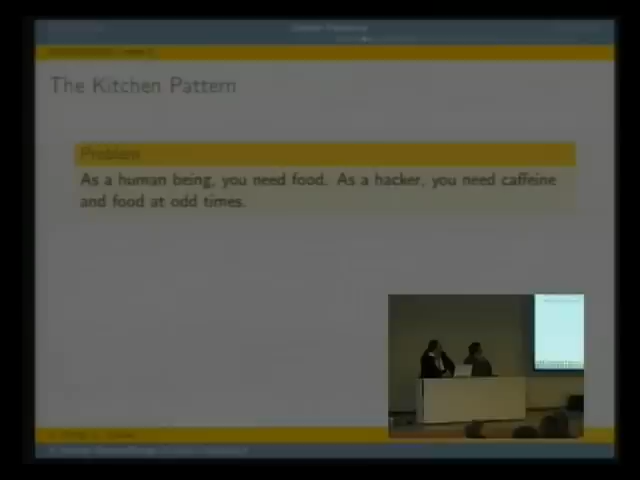 The Kitchen Pattern
Problem
As a human being, you need food. As a hacker, you need caffeine
and food at odd times.